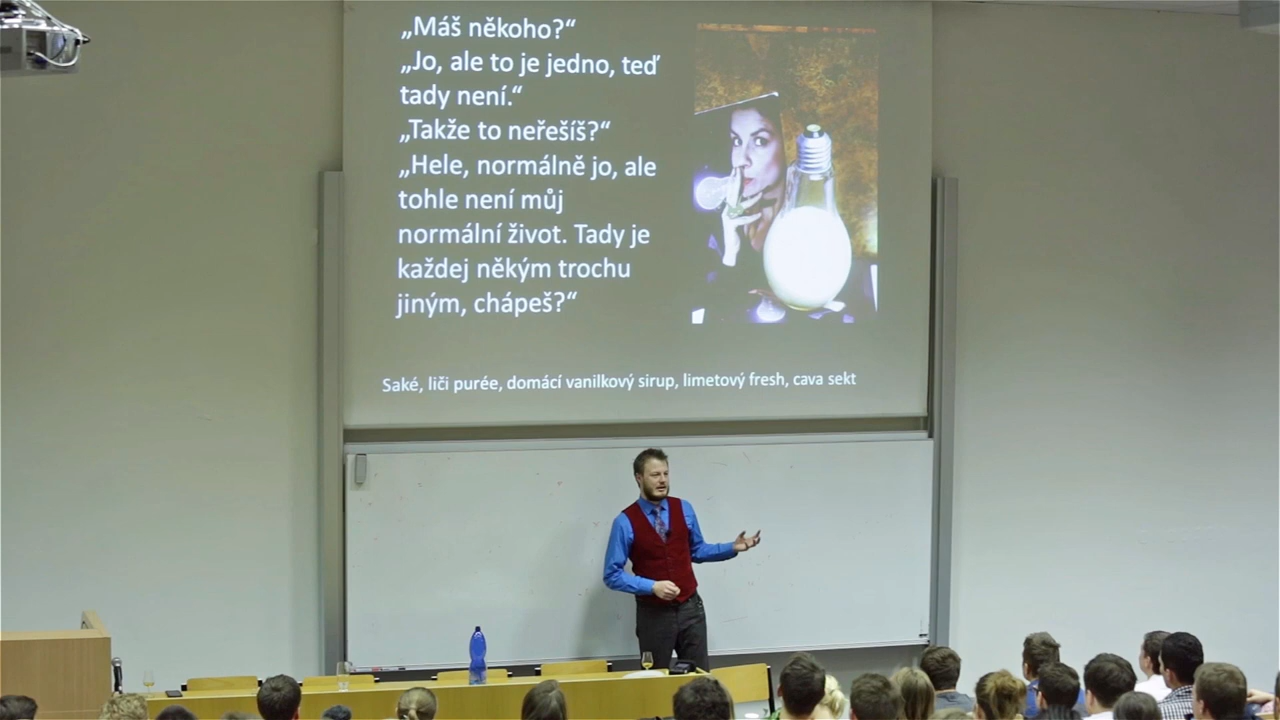 „Máš někoho?“
„Jo, ale to je jedno, teď
tady není.“
„Takže to neřešíš?“
„Hele, normálně jo, ale
tohle není můj
normální život. Tady je
každej někým trochu
jiným, chápeš?“
Saké, liči purée, domácí vanilkový sirup, limetový fresh, cava sekt